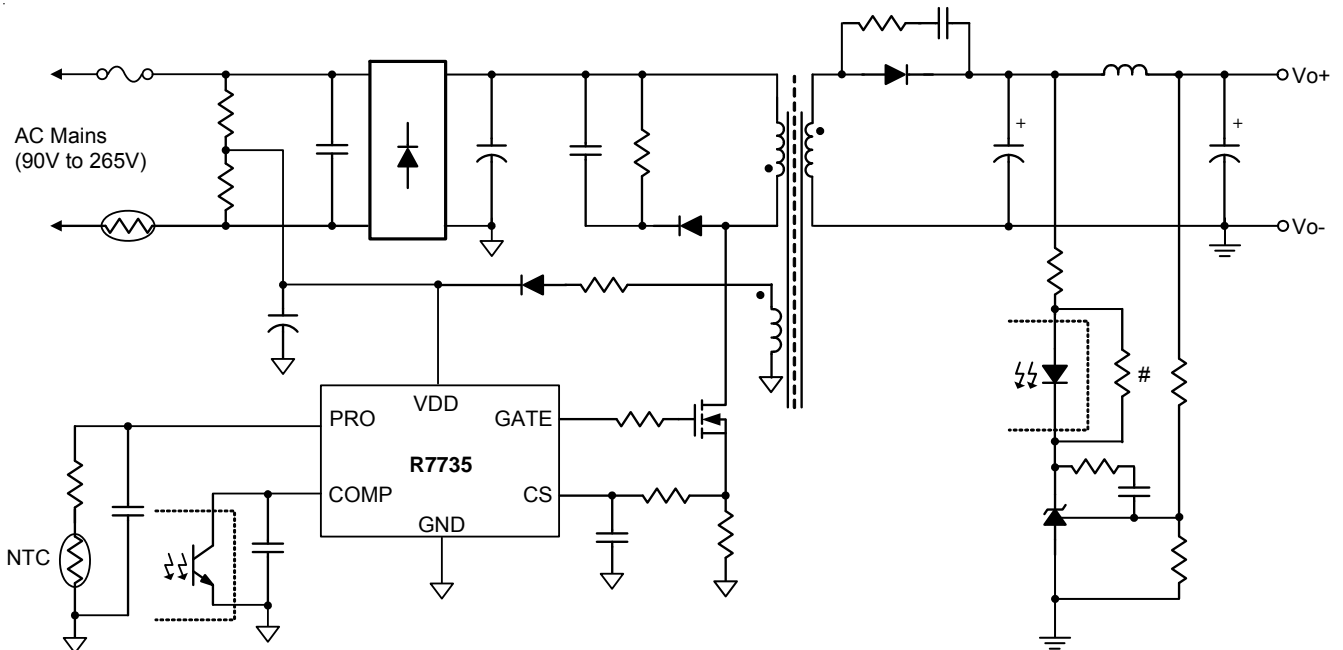 Vo+
AC Mains
(90V to 265V)
Vo-
VDD
PRO
GATE
R7735
COMP
CS
GND
NTC
#
+
+